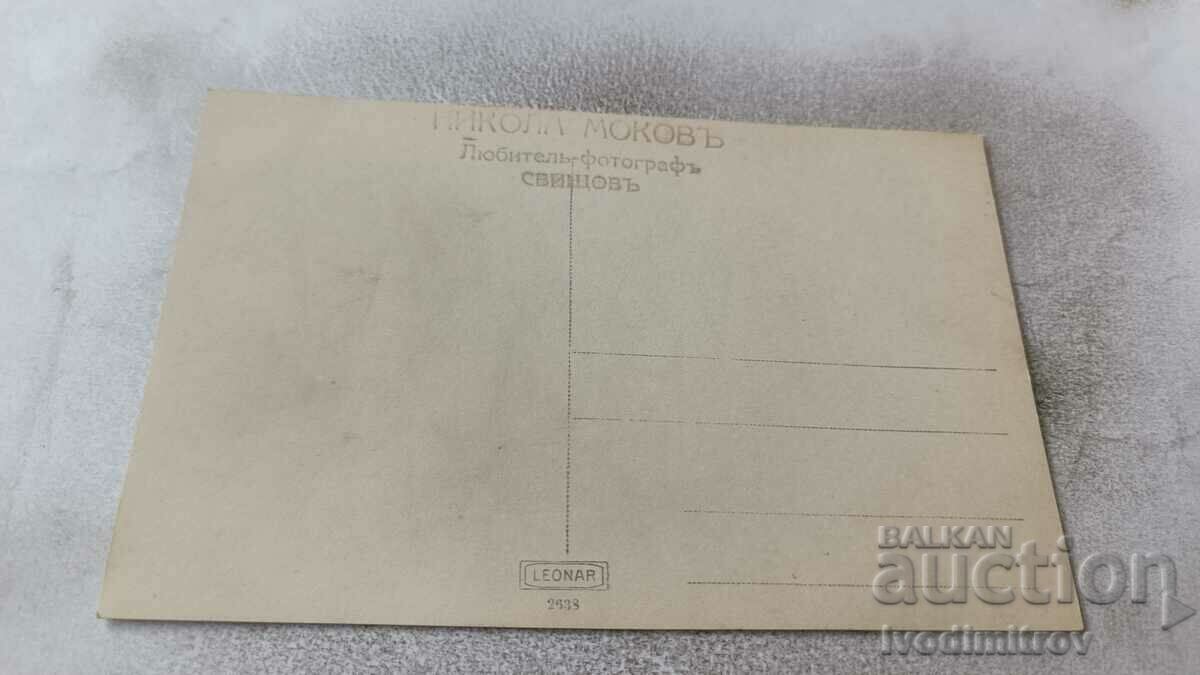 НИКОЛА МОКОВЪ
Любитель-фотографъ
СВИЩОВЪ
LEONAR
2638
BALKAN
auction
Ivodimitrov